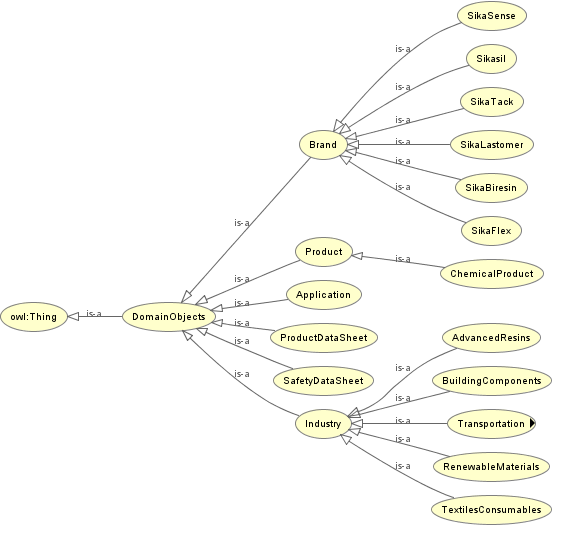 SikaSense
is-a
Sikasil
is-a
SikaTack
is-a
Brand
is-a
SikaLastomer
is-a
SikaBiresin
is-a
SikaFlex
is-a
Product
is-a
ChemicalProduct
is-a
Application
is-a
owl:Thing
is-a
DomainObjects
ProductDataSheet
is-a
SafetyDataSheet
is-a
Industry
AdvancedResins
is-a
BuildingComponents
is-a
Transportation
is-a
RenewableMaterials
is-a
TextilesConsumables
is-a